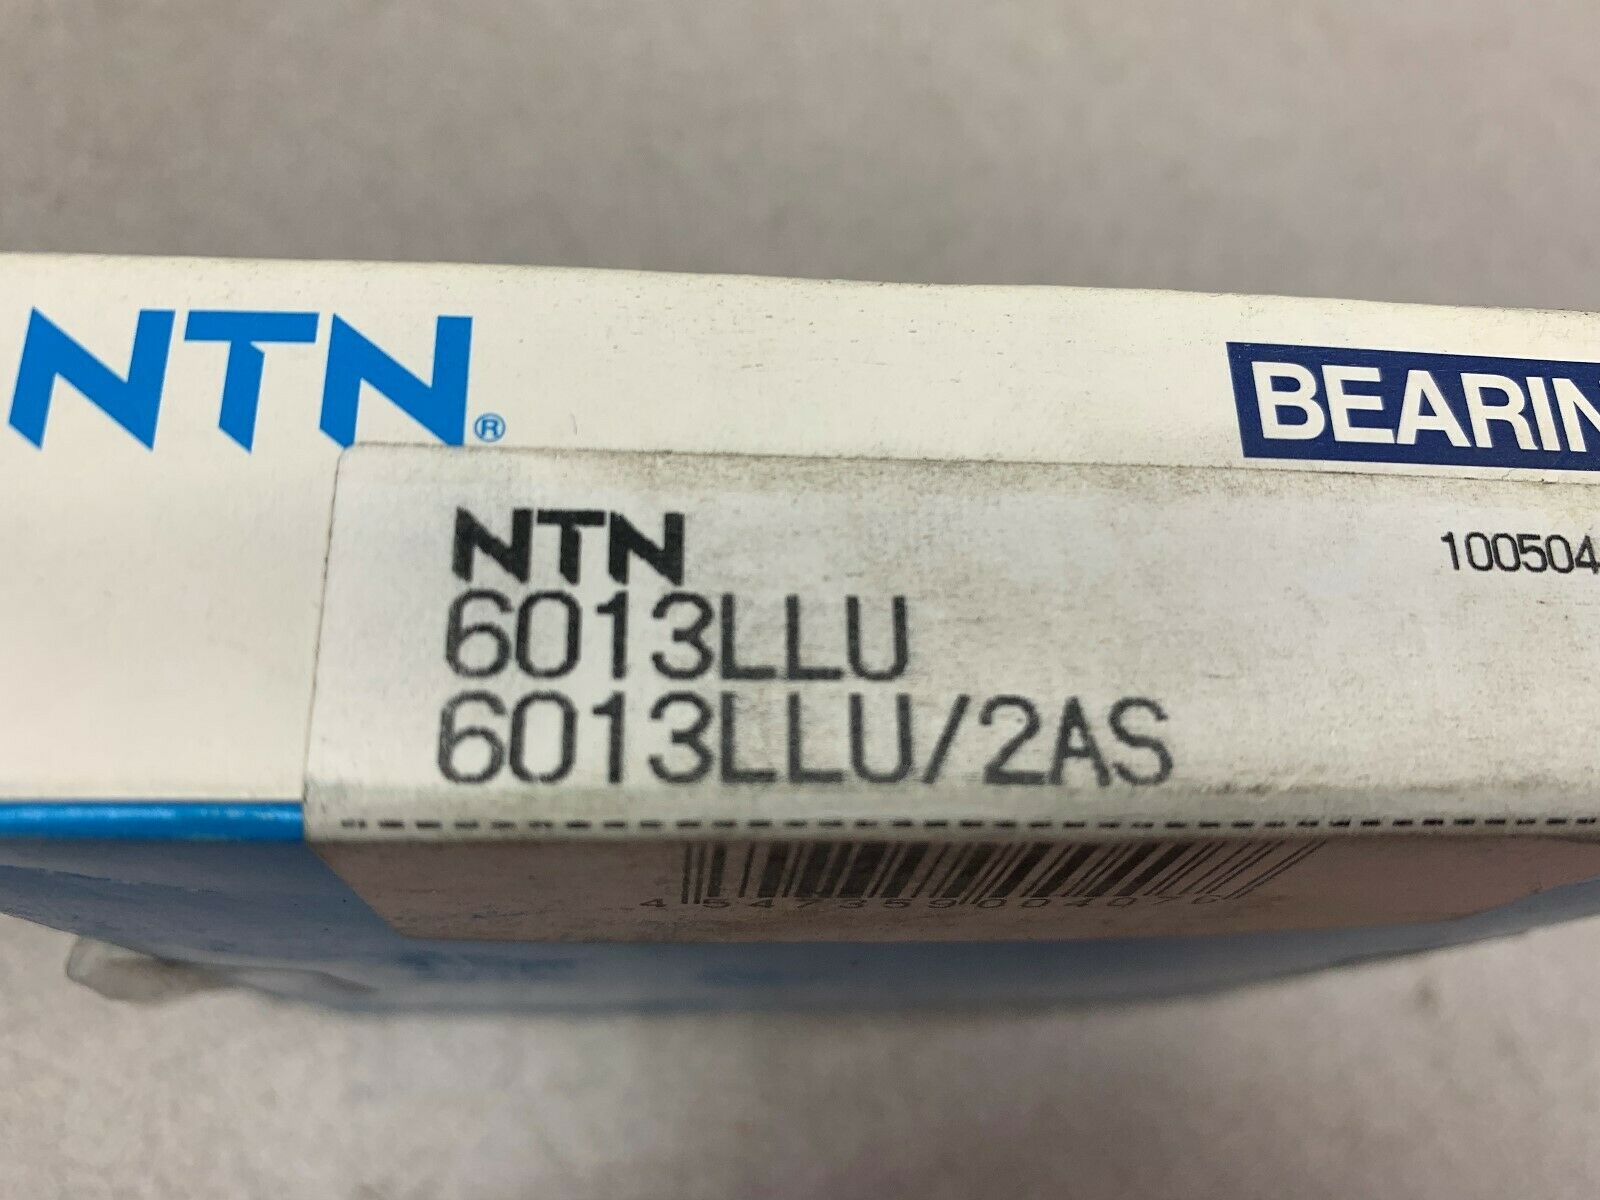 NTN®
BEARIN
NTN
100504
6013LLU
6013LLU/2AS